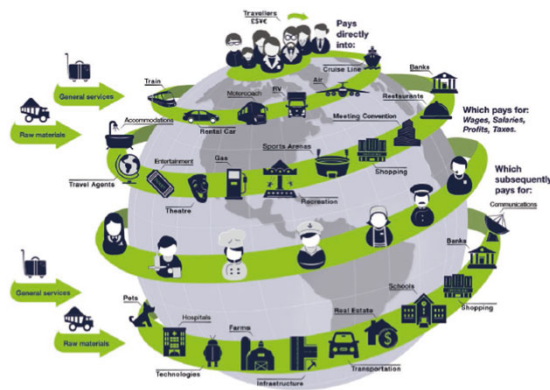 Travellers
£$¥€
Pays
directly
into:
Cruise Line
Banks
Train
Motorcoach
RV
Air
General services
Restaurants
Raw materials
Accommodations
Rental Car
Meeting Convention
Which pays for:
Wages, Salaries,
Profits, Taxes.
Sports Arenas
Entertainment
Gas
Shopping
Travel Agents
Theatre
Recreation
Which
subsequently
pays for:
Communications
Banks
General services
Pets
Schools
Shopping
Hospitals
Real Estate
Raw materials
Farms
Technologies
Transportation
Infrastructure